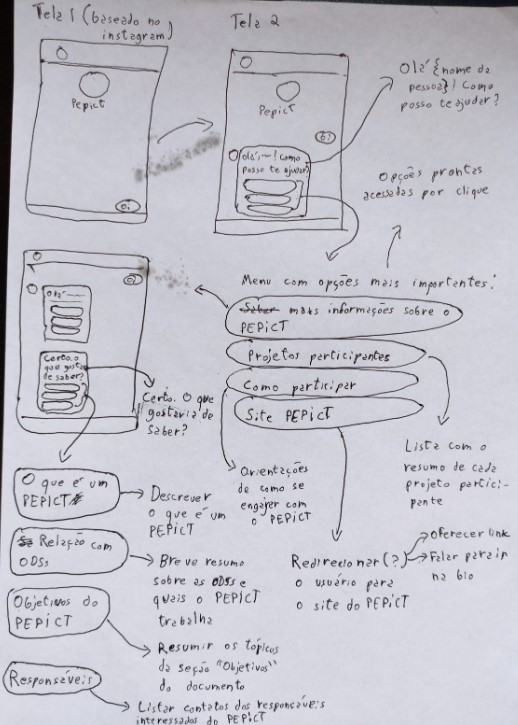 Tela 1 (baseado no
instagram)
Tela 2
Pepict
Oi
Pepict
Oi
Olá,~! Como
posso te ajudar?
Olá {nome da
pessoa}! Como
posso te ajudar?
Opções prontas
acessadas por clique
Menu com opções mais importantes:
Saber mais informações sobre o
PEPICT
Projetos participantes
Como participar
Site PEPICT
Oi
Olá~
Certo. o
que gosta
de saber?
Certo. O que
gostaria de
saber?
Lista com o
resumo de cada
projeto partici-
pante
Orientações
de como se
engajar com
o PEPICT
Redirecionar(?)
o usuário para
o site do PEPICT
Oferecer link
Falar para ir
na bio
O que é um
PEPICT
Descrever
o que é um
PEPICT
Relação com
ODSs
Breve resumo
sobre as ODSs e
quais o PEPICT
trabalha
Objetivos do
PEPICT
Resumir os tópicos
da seção "Objetivos"
do documento
Responsáveis
Listar contatos dos responsáveis
interessados do PEPICT